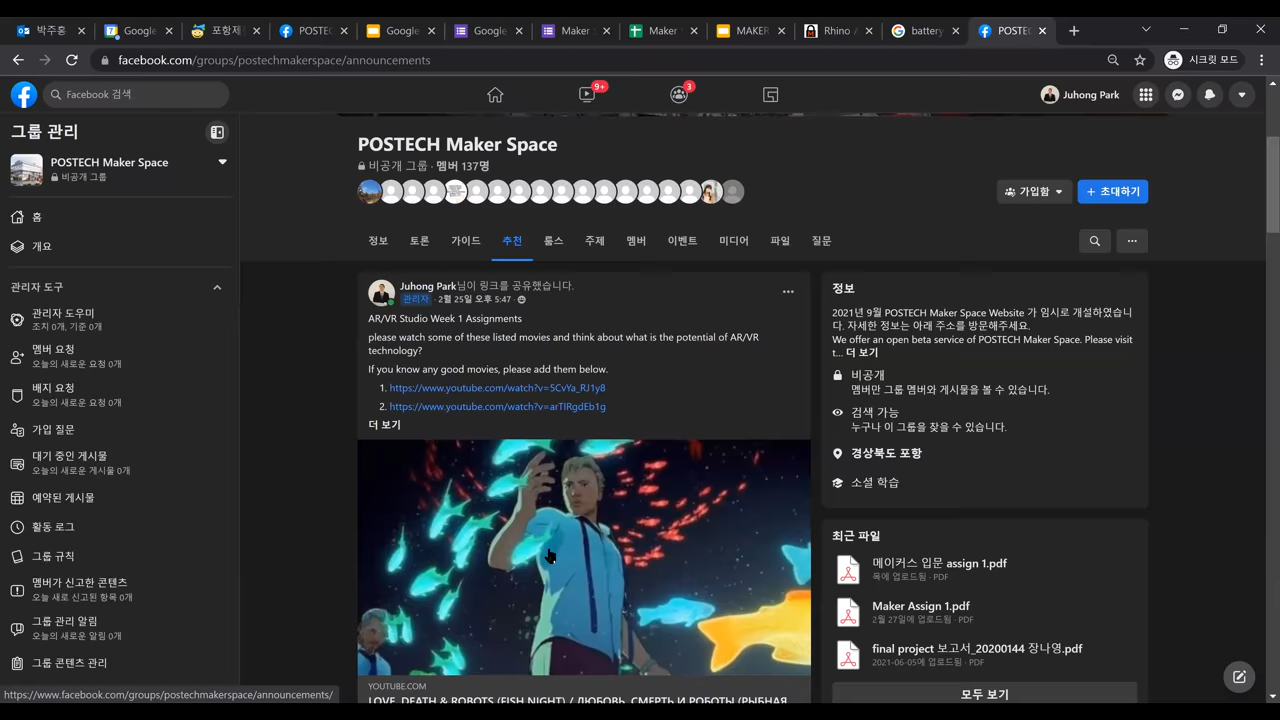 박주홍
Google
포항제
POSTEC
Google
Google
Maker
Maker
MAKER
Rhino /
battery
POSTEC
facebook.com/groups/postechmakerspace/announcements
시크릿 모드
Facebook 검색
9+
3
Juhong Park
그룹 관리
POSTECH Maker Space
비공개 그룹
홈
개요
관리자 도구
관리자 도우미
조치 0개, 기준 0개
멤버 요청
오늘의 새로운 요청 0개
배지 요청
오늘의 새로운 요청 0개
가입 질문
대기 중인 게시물
오늘의 새로운 게시물 0개
예약된 게시물
활동 로그
그룹 규칙
멤버가 신고한 콘텐츠
오늘 새로 신고된 항목 0개
그룹 관리 알림
오늘의 새로운 알림 0개
그룹 콘텐츠 관리
https://www.facebook.com/groups/postechmakerspace/announcements/
POSTECH Maker Space
비공개 그룹 · 멤버 137명
가입함
+ 초대하기
정보 토론 가이드 추천 룸스 주제 멤버 이벤트 미디어 파일 질문
Juhong Park님이 링크를 공유했습니다.
관리자 · 2월 25일 오후 5:47 ·
AR/VR Studio Week 1 Assignments
please watch some of these listed movies and think about what is the potential of AR/VR
technology?
If you know any good movies, please add them below.
1. https://www.youtube.com/watch?v=5CvYa_RJ1y8
2. https://www.youtube.com/watch?v=arTIRgdEb1g
더 보기
YOUTUBE.COM
LOVE, DEATH & ROBOTS (FISH NIGHT) / ЛЮБОВЬ, СМЕРТЬ И РОБОТЫ (РЫБНАЯ
정보
2021년 9월 POSTECH Maker Space Website 가 임시로 개설하였습니
다. 자세한 정보는 아래 주소를 방문해주세요.
We offer an open beta service of POSTECH Maker Space. Please visit
t... 더 보기
비공개
멤버만 그룹 멤버와 게시물을 볼 수 있습니다.
검색 가능
누구나 이 그룹을 찾을 수 있습니다.
경상북도 포항
소셜 학습
최근 파일
메이커스 입문 assign 1.pdf
목에 업로드됨 · PDF
Maker Assign 1.pdf
2월 27일에 업로드됨 · PDF
final project 보고서_20200144 장나영.pdf
2021-06-05에 업로드됨 · PDF
모두 보기